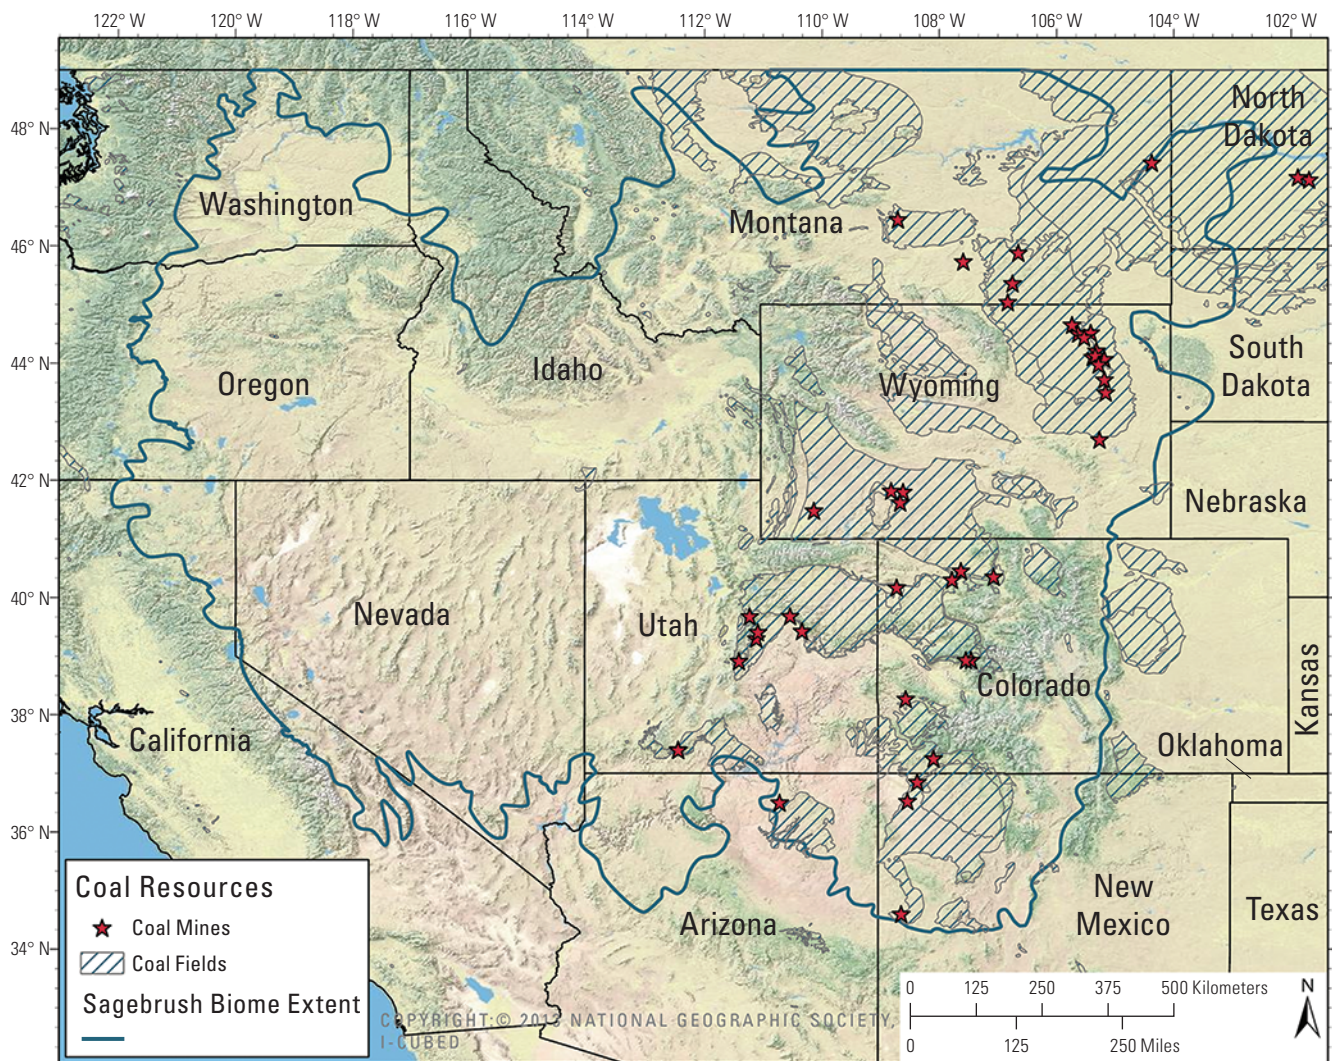 122°W 120°W 118°W 116°W 114°W 112°W 110°W 108°W 106°W 104°W 102°W
48° N
46° N
44° N
42° N
40° N
38° N
36° N
34° N
North
Dakota
Washington
Montana
Oregon
Idaho
Wyoming
South
Dakota
Nebraska
Nevada
Utah
Colorado
Kansas
California
Oklahoma
Arizona
New
Mexico
Texas
Coal Resources
Coal Mines
Coal Fields
Sagebrush Biome Extent
COPYRIGHT:© 2013 NATIONAL GEOGRAPHIC SOCIETY,
I-CUBED
0 125 250 375 500 Kilometers
0 125 250 Miles
N